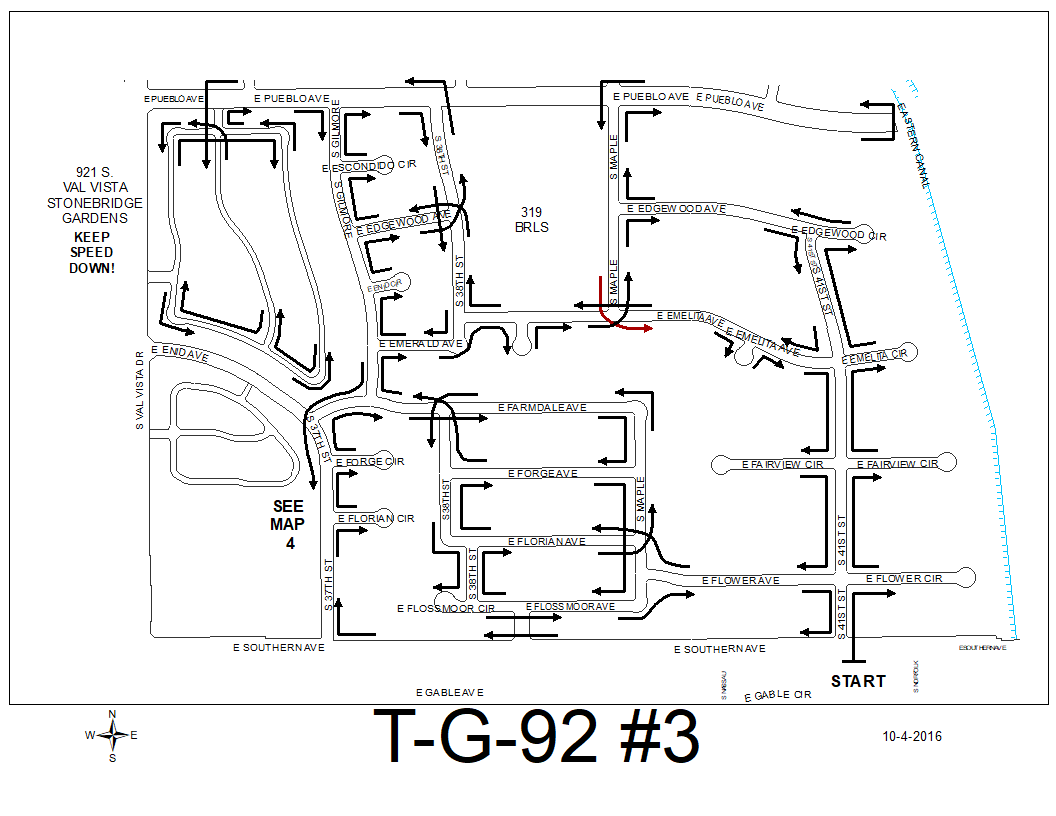 E PUEBLO AVE
E PUEBLO AVE
E PUEBLO AVE
E PUEBLO AVE
E EASTERN CANAL
S GILMORE
S 38TH ST
S MAPLE
E ESCONDIDO CIR
921 S.
VAL VISTA
STONEBRIDGE
GARDENS
KEEP
SPEED
DOWN!
S GILMORE
E EDGEWOOD AVE
319
BRLS
E EDGEWOOD AVE
E EDGEWOOD CIR
S 41ST ST
S 38TH ST
S MAPLE
E END CIR
E EMELITA AVE
E EMELITA AVE
E EMERALD AVE
E END AVE
E EMELITA CIR
S VAL VISTA DR
E FARMDALE AVE
S 37TH ST
E FORGE CIR
E FORGE AVE
E FAIRVIEW CIR
E FAIRVIEW CIR
S 38TH ST
S MAPLE
SEE
MAP
4
E FLORIAN CIR
E FLORIAN AVE
S 41ST ST
S 37TH ST
S 38TH ST
E FLOWER AVE
E FLOWER CIR
E FLOSSMOOR CIR
E FLOSSMOOR AVE
S 41ST ST
E SOUTHERN AVE
E SOUTHERN AVE
E SOUTHERN AVE
START
S NASSAU
S NORFOLK
E GABLE AVE
E GABLE CIR
N
W E
S
T-G-92 #3
10-4-2016